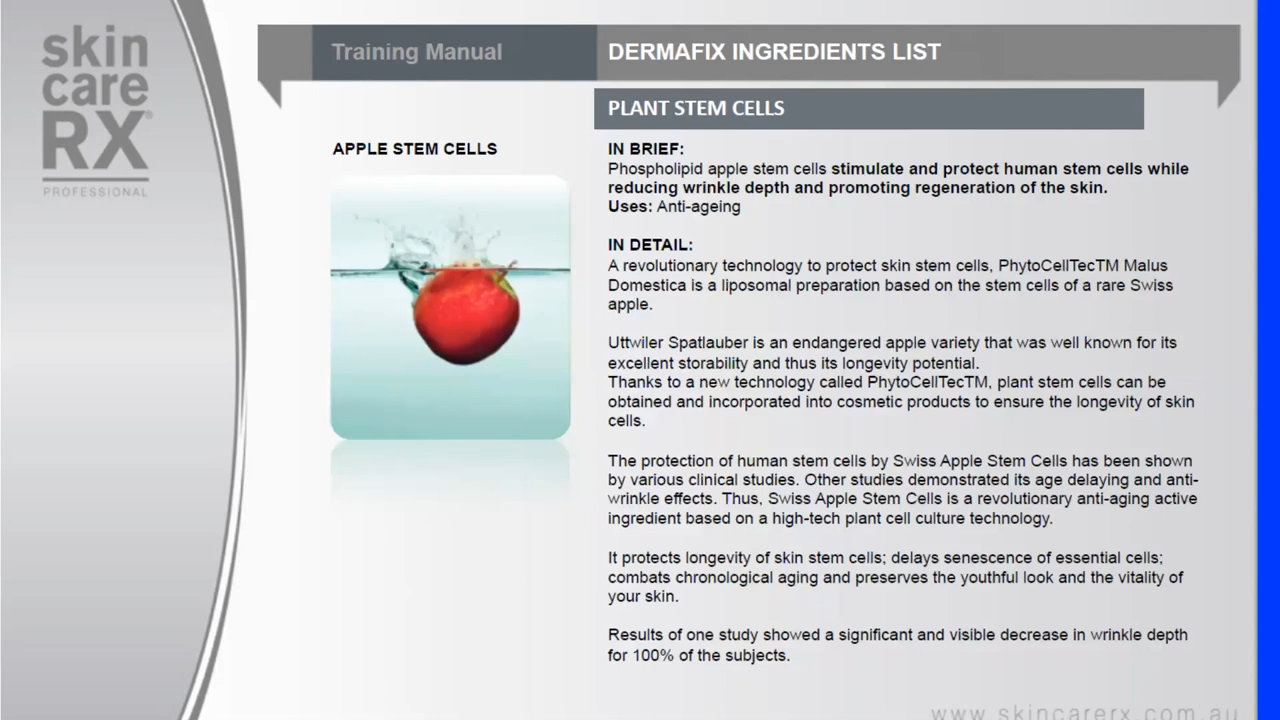 skin
care
RX®
PROFESSIONAL
Training Manual
DERMAFIX INGREDIENTS LIST
PLANT STEM CELLS
APPLE STEM CELLS
IN BRIEF:
Phospholipid apple stem cells stimulate and protect human stem cells while
reducing wrinkle depth and promoting regeneration of the skin.
Uses: Anti-ageing
IN DETAIL:
A revolutionary technology to protect skin stem cells, PhytoCellTecTM Malus
Domestica is a liposomal preparation based on the stem cells of a rare Swiss
apple.
Uttwiler Spatlauber is an endangered apple variety that was well known for its
excellent storability and thus its longevity potential.
Thanks to a new technology called PhytoCellTecTM, plant stem cells can be
obtained and incorporated into cosmetic products to ensure the longevity of skin
cells.
The protection of human stem cells by Swiss Apple Stem Cells has been shown
by various clinical studies. Other studies demonstrated its age delaying and anti-
wrinkle effects. Thus, Swiss Apple Stem Cells is a revolutionary anti-aging active
ingredient based on a high-tech plant cell culture technology.
It protects longevity of skin stem cells; delays senescence of essential cells;
combats chronological aging and preserves the youthful look and the vitality of
your skin.
Results of one study showed a significant and visible decrease in wrinkle depth
for 100% of the subjects.
www.skincarerx.com.au